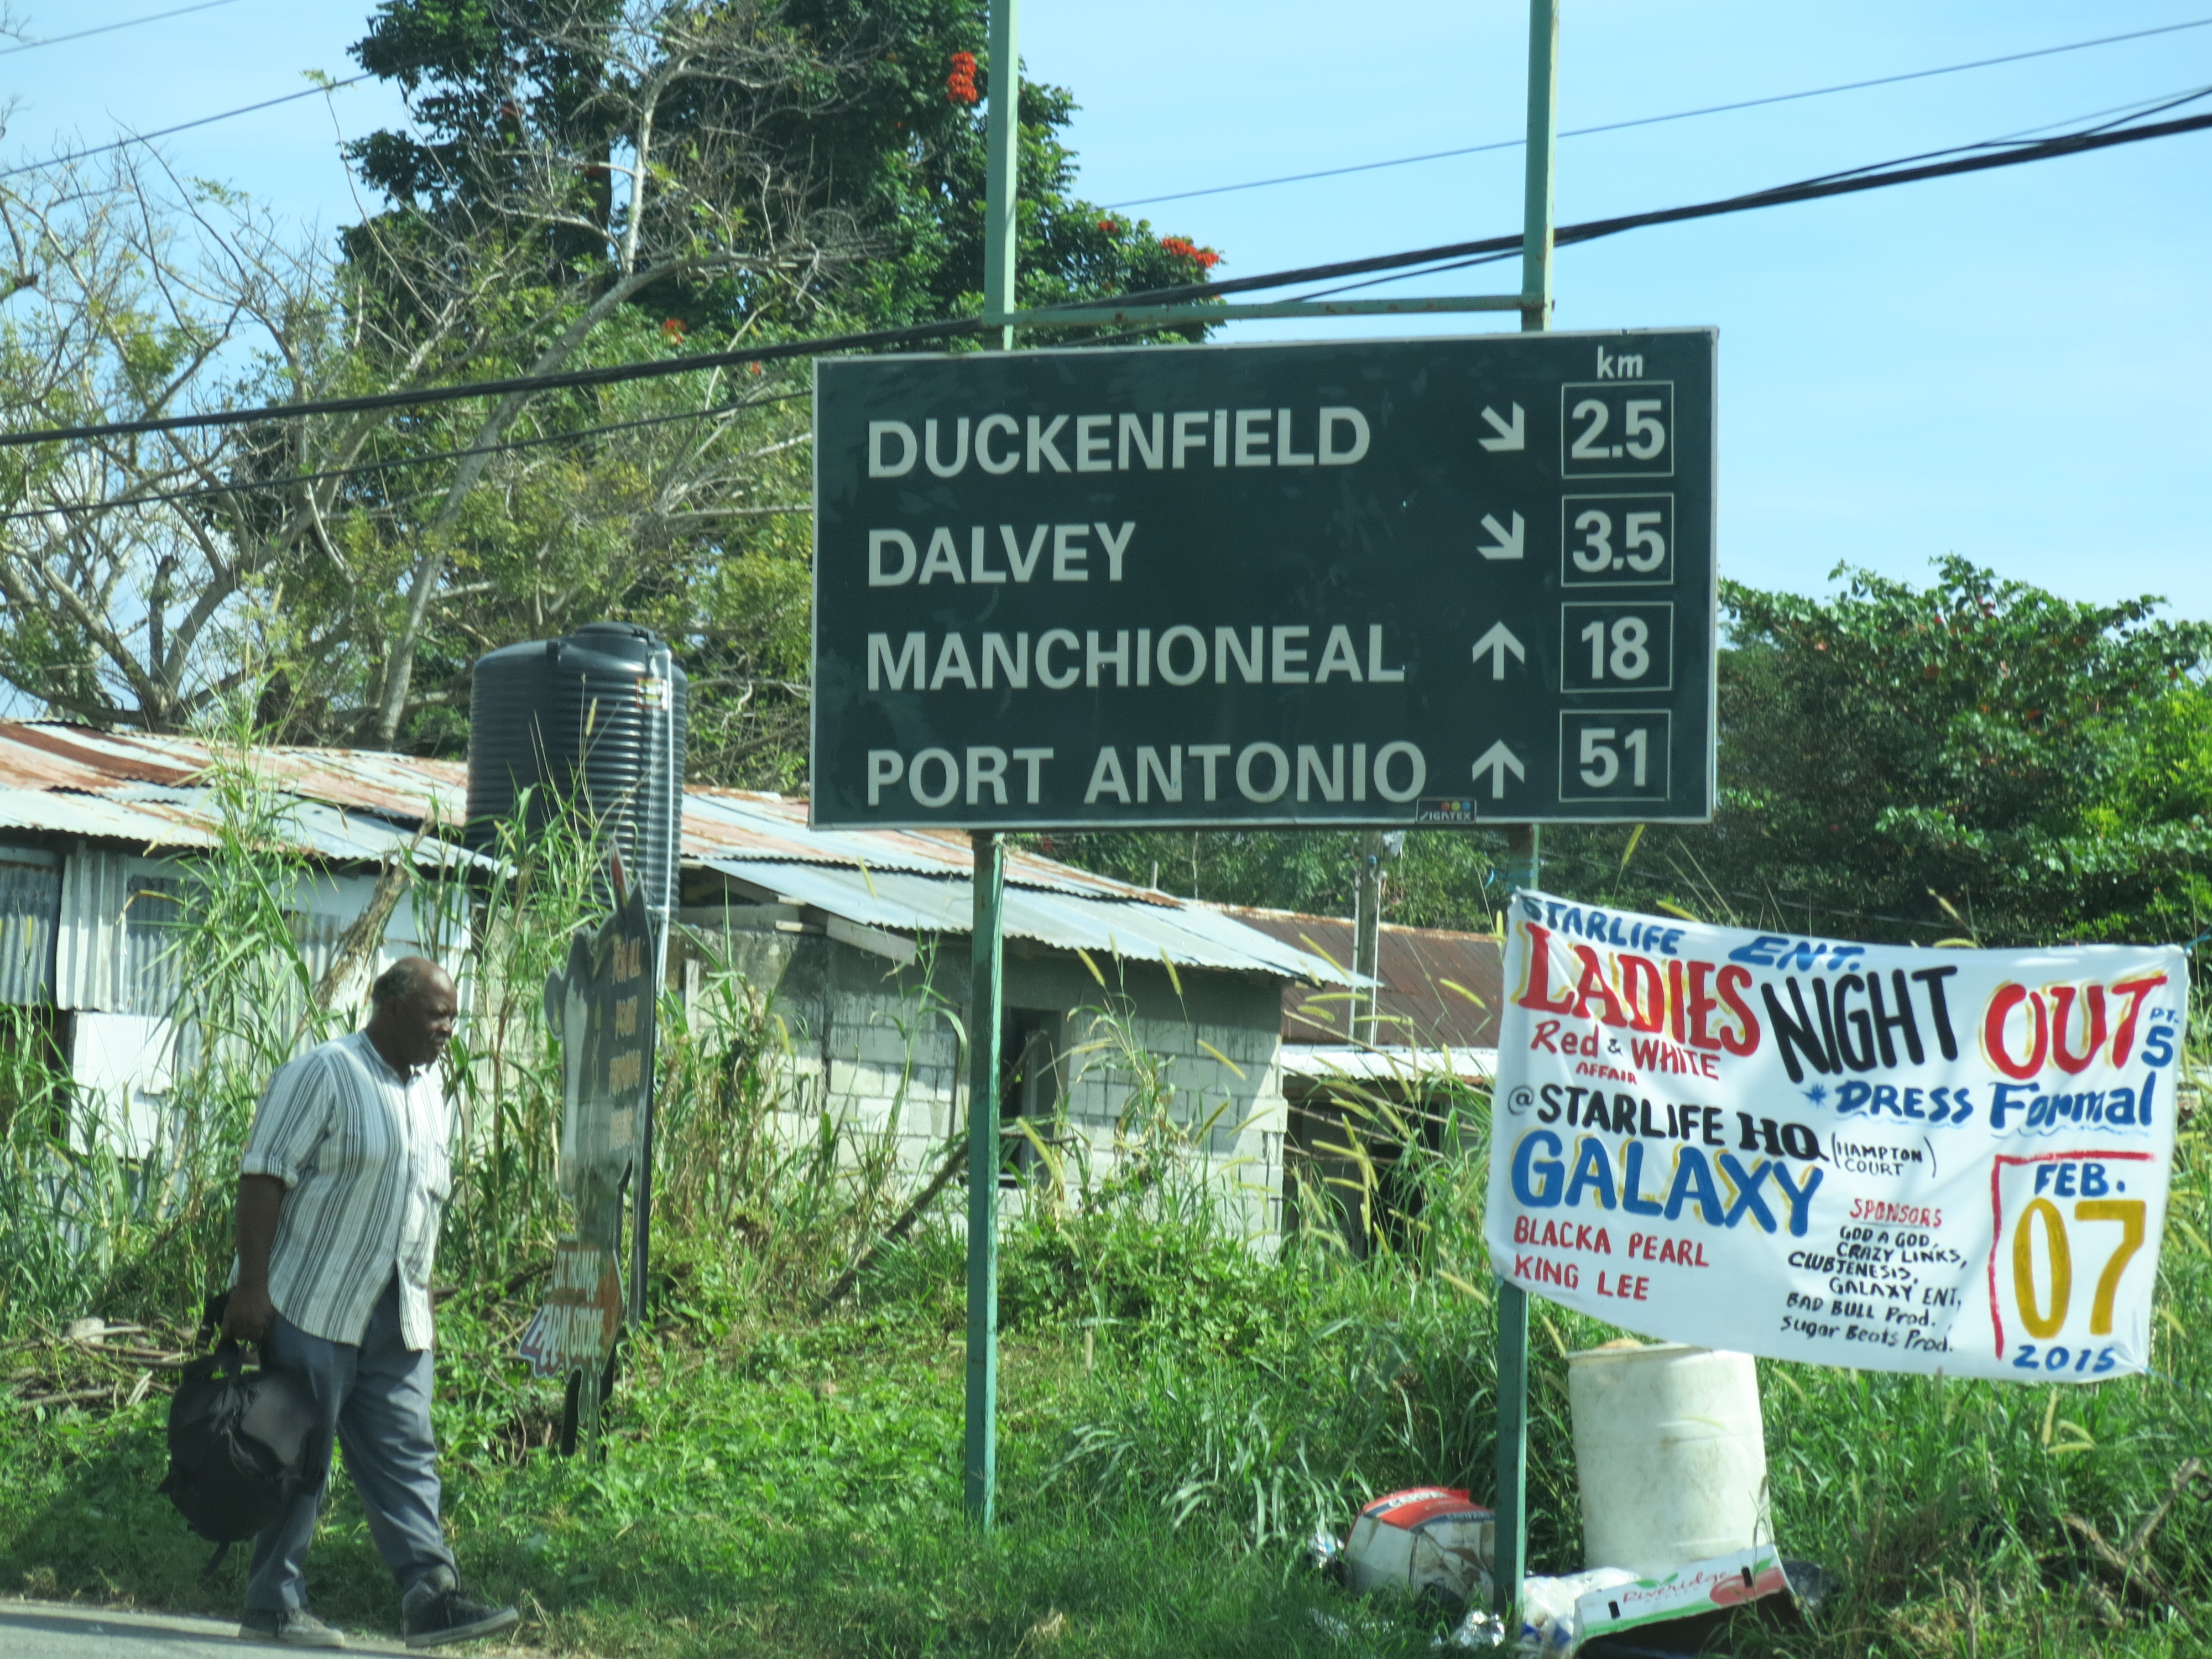 km
DUCKENFIELD ↘ 2.5
DALVEY ↘ 3.5
MANCHIONEAL ↑ 18
PORT ANTONIO ↑ 51
SIGNTEX
STARLIFE ENT.
LADIES NIGHT OUT PT. 5
Red & WHITE
AFFAIR
*DRESS Formal
@ STARLIFE HQ (HAMPTON COURT)
GALAXY
BLACKA PEARL
KING LEE
SPONSORS
GOD A GOD,
CRAZY LINKS,
CLUBJENESIS,
GALAXY ENT,
BAD BULL Prod.
Sugar Beats Prod.
FEB.
07
2015
Riveridge